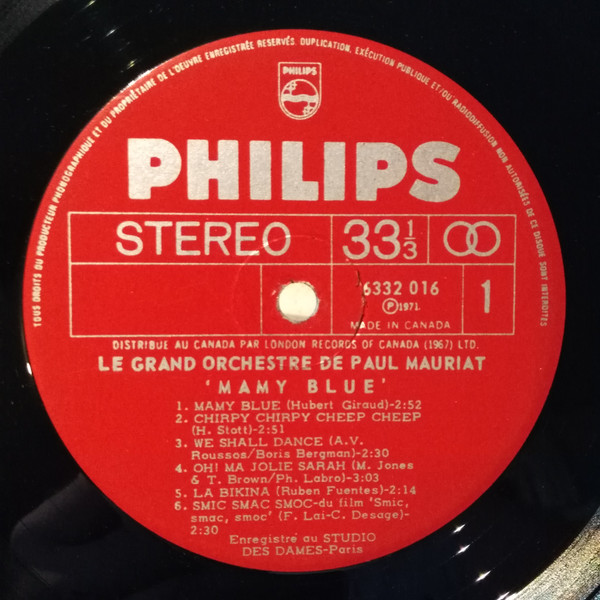 TOUS DROITS DU PRODUCTEUR PHONOGRAPHIQUE ET DU PROPRIÉTAIRE DE L'OEUVRE ENREGISTRÉE RESERVÉS. DUPLICATION, EXÉCUTION PUBLIQUE ET/OU RADIODIFFUSION NON AUTORISÉES DE CE DISQUE SONT INTERDITES
PHILIPS
PHILIPS
STEREO 33 1/3
6332 016 1
Ⓟ1971.
MADE IN CANADA
DISTRIBUE AU CANADA PAR LONDON RECORDS OF CANADA (1967) LTD.
LE GRAND ORCHESTRE DE PAUL MAURIAT
'MAMY BLUE'
1. MAMY BLUE (Hubert Giraud)-2:52
2. CHIRPY CHIRPY CHEEP CHEEP
(H. Stott)-2:51
3. WE SHALL DANCE (A.V.
Roussos/Boris Bergman)-2:30
4. OH! MA JOLIE SARAH (M. Jones
& T. Brown/Ph. Labro)-3:03
5. LA BIKINA (Ruben Fuentes)-2:14
6. SMIC SMAC SMOC-du film 'Smic,
smac, smoc' (F. Lai-C. Desage)-
2:30
Enregistré au STUDIO
DES DAMES-Paris